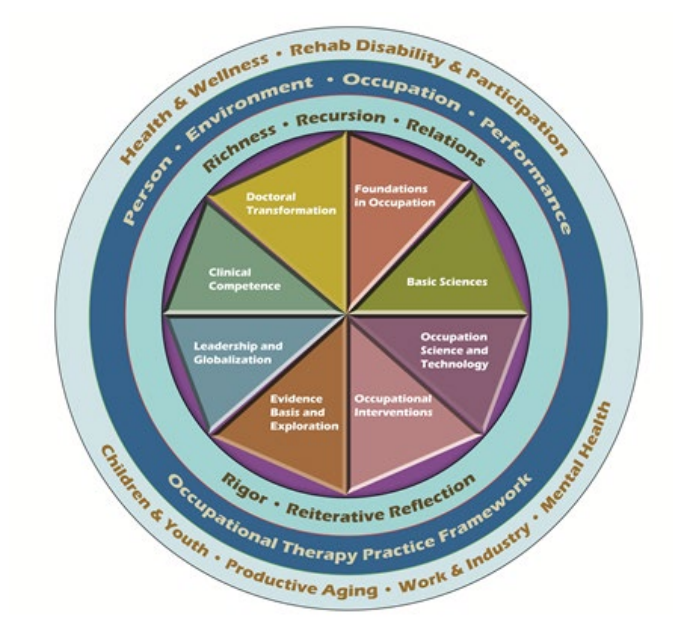 Health & Wellness • Rehab Disability & Participation
Person • Environment • Occupation • Performance
Richness • Recursion • Relations
Doctoral
Transformation
Foundations
in Occupation
Clinical
Competence
Basic Sciences
Leadership and
Globalization
Occupation
Science and
Technology
Evidence
Basis and
Exploration
Occupational
Interventions
Rigor • Reiterative Reflection
Occupational Therapy Practice Framework
Children & Youth • Productive Aging • Work & Industry • Mental Health